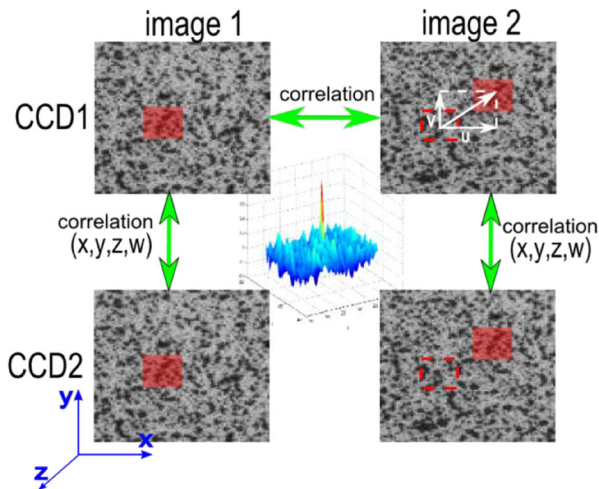 image 1
image 2
CCD1
correlation
V
u
correlation
(x,y,z,w)
correlation
(x,y,z,w)
CCD2
y
x
z